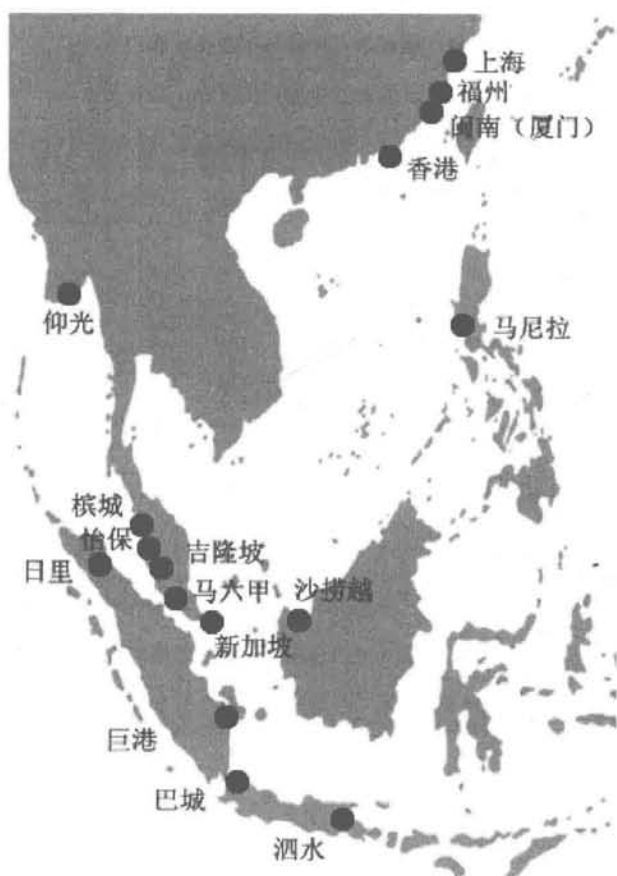 上海
福州
闽南（厦门）
香港
仰光
马尼拉
槟城
怡保
日里
吉隆坡
马六甲
沙捞越
新加坡
巨港
巴城
泗水